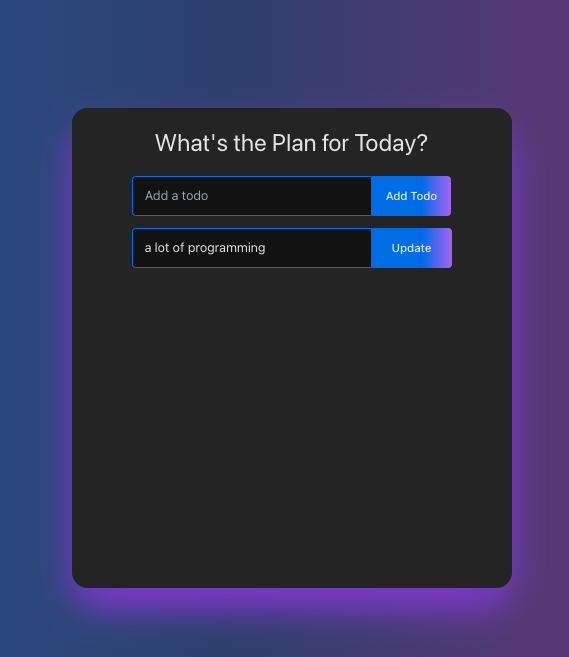 What's the Plan for Today?
Add a todo Add Todo
a lot of programming Update